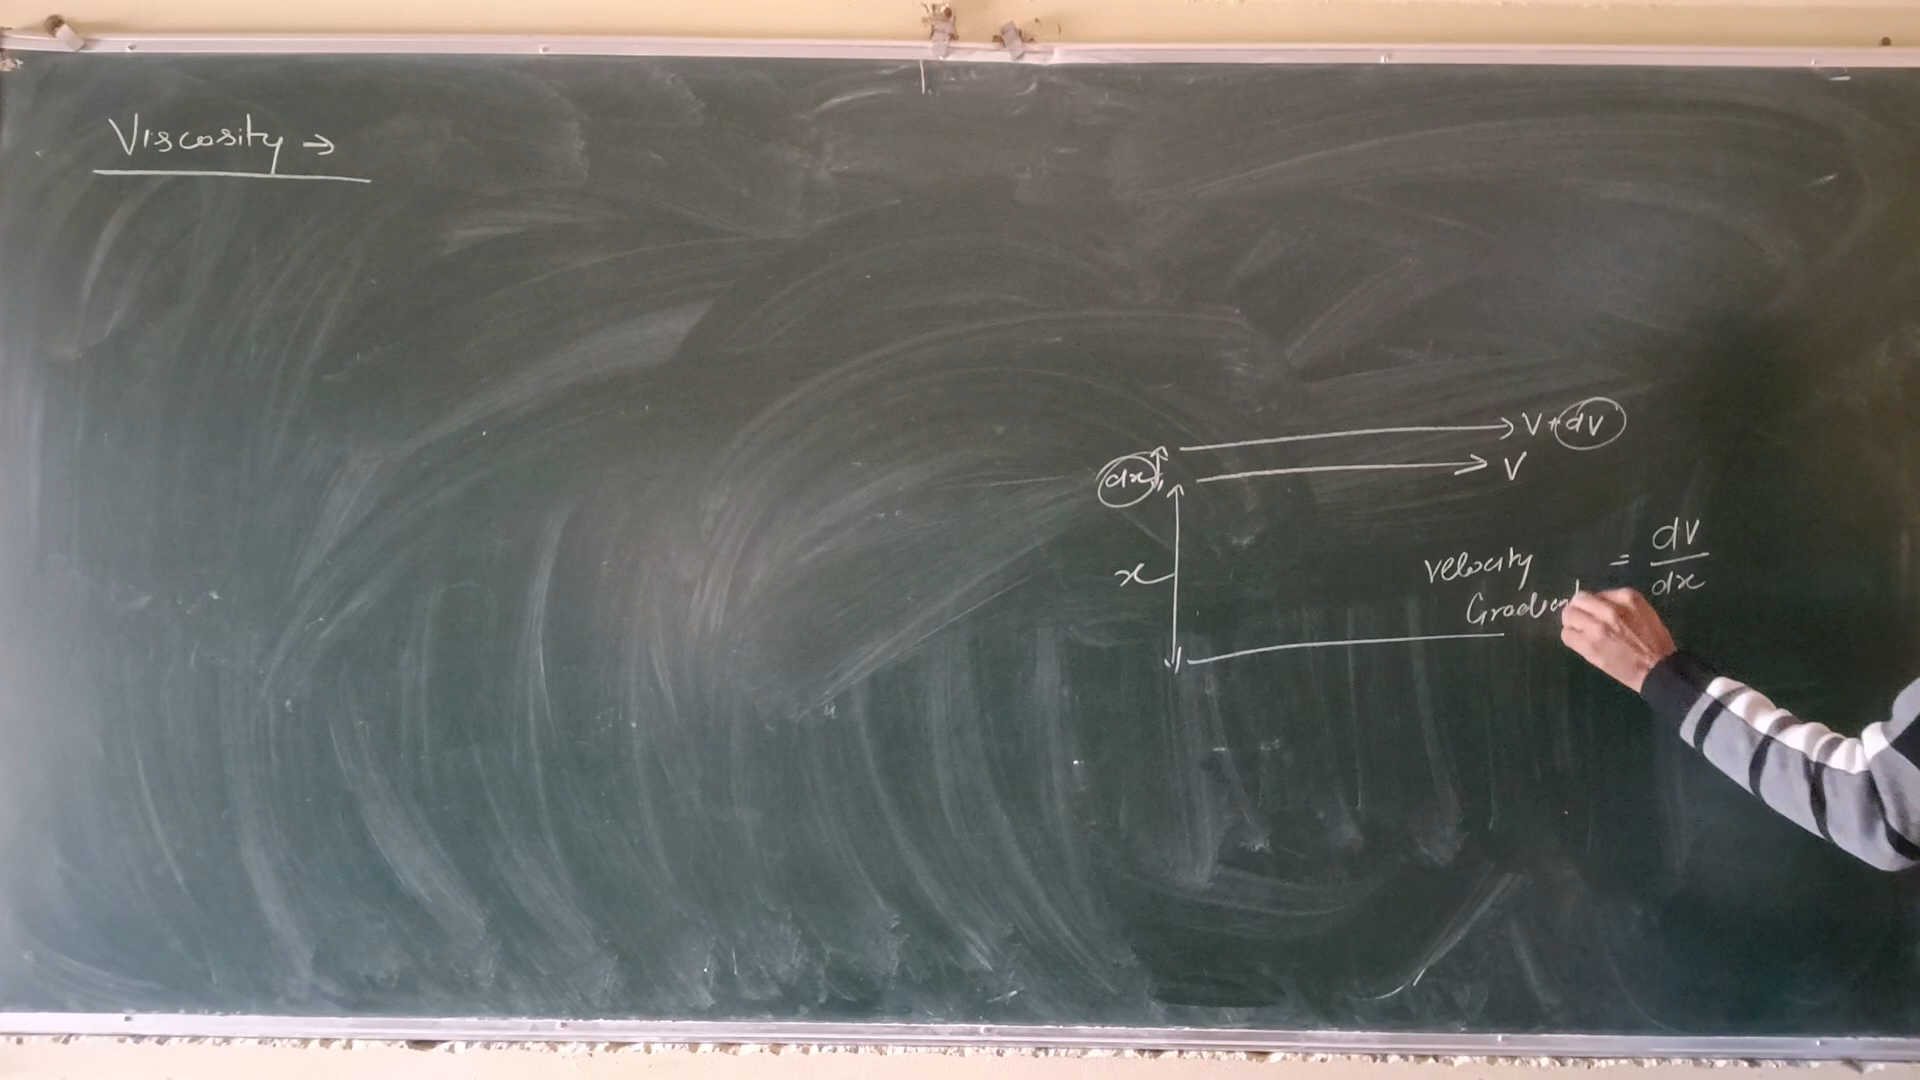 Viscosity →
V + dV
dx
V
x
velocity
Gradient
= dV/dx